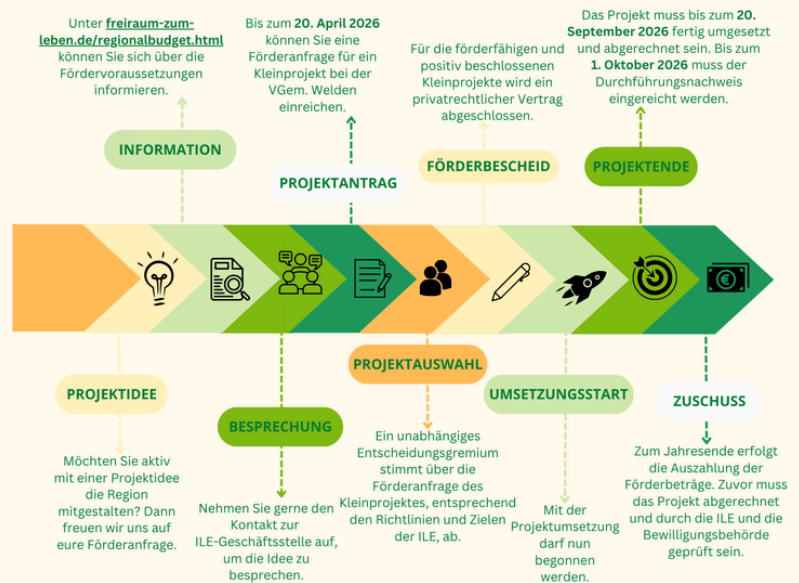 Unter freiraum-zum-
leben.de/regionalbudget.html
können Sie sich über die
Fördervoraussetzungen
informieren.
INFORMATION
Bis zum 20. April 2026
können Sie eine
Förderanfrage für ein
Kleinprojekt bei der
VGem. Welden
einreichen.
PROJEKTANTRAG
Für die förderfähigen und
positiv beschlossenen
Kleinprojekte wird ein
privatrechtlicher Vertrag
abgeschlossen.
FÖRDERBESCHEID
Das Projekt muss bis zum 20.
September 2026 fertig umgesetzt
und abgerechnet sein. Bis zum
1. Oktober 2026 muss der
Durchführungsnachweis
eingereicht werden.
PROJEKTENDE
PROJEKTIDEE
Möchten Sie aktiv
mit einer Projektidee
die Region
mitgestalten? Dann
freuen wir uns auf
eure Förderanfrage.
BESPRECHUNG
Nehmen Sie gerne den
Kontakt zur
ILE-Geschäftsstelle auf,
um die Idee zu
besprechen.
PROJEKTAUSWAHL
Ein unabhängiges
Entscheidungsgremium
stimmt über die
Förderanfrage des
Kleinprojektes, entsprechend
den Richtlinien und Zielen
der ILE, ab.
UMSETZUNGSSTART
Mit der
Projektumsetzung
darf nun
begonnen
werden.
ZUSCHUSS
Zum Jahresende erfolgt
die Auszahlung der
Förderbeträge. Zuvor muss
das Projekt abgerechnet
und durch die ILE und die
Bewilligungsbehörde
geprüft sein.